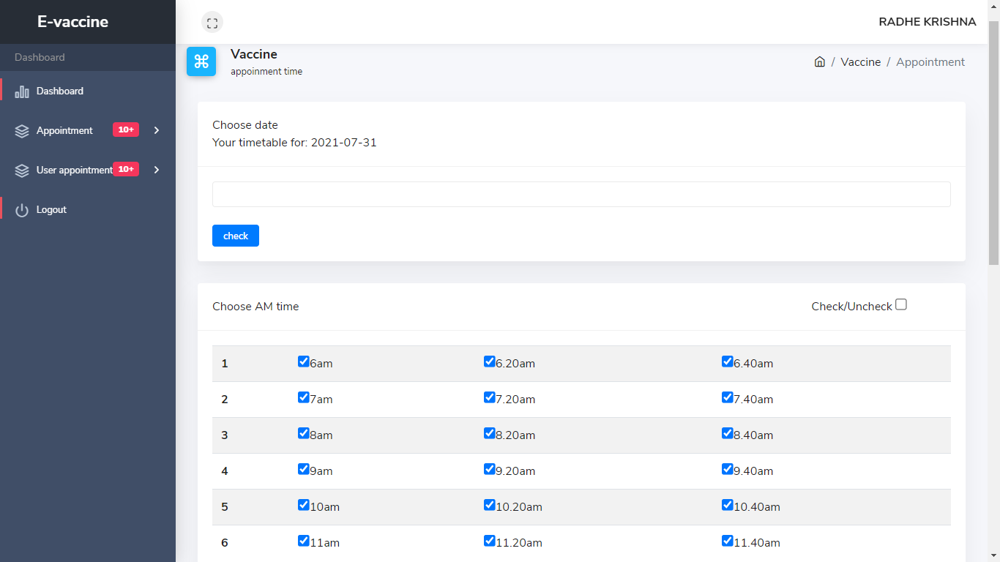 E-vaccine
RADHE KRISHNA
Dashboard
Dashboard
Appointment 10+
User appointment 10+
Logout
Vaccine
appoinment time
/ Vaccine / Appointment
Choose date
Your timetable for: 2021-07-31
check
Choose AM time Check/Uncheck
1 6am 6.20am 6.40am
2 7am 7.20am 7.40am
3 8am 8.20am 8.40am
4 9am 9.20am 9.40am
5 10am 10.20am 10.40am
6 11am 11.20am 11.40am